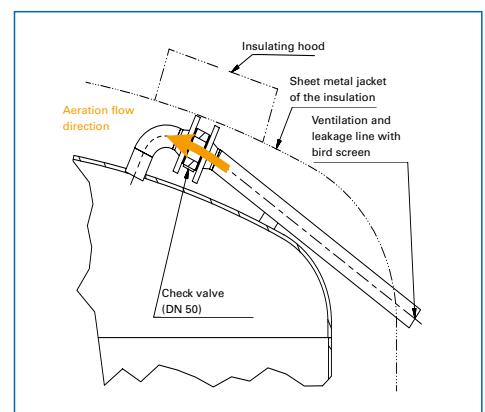 Insulating hood
Sheet metal jacket
of the insulation
Aeration flow
direction
Ventilation and
leakage line with
bird screen
Check valve
(DN 50)